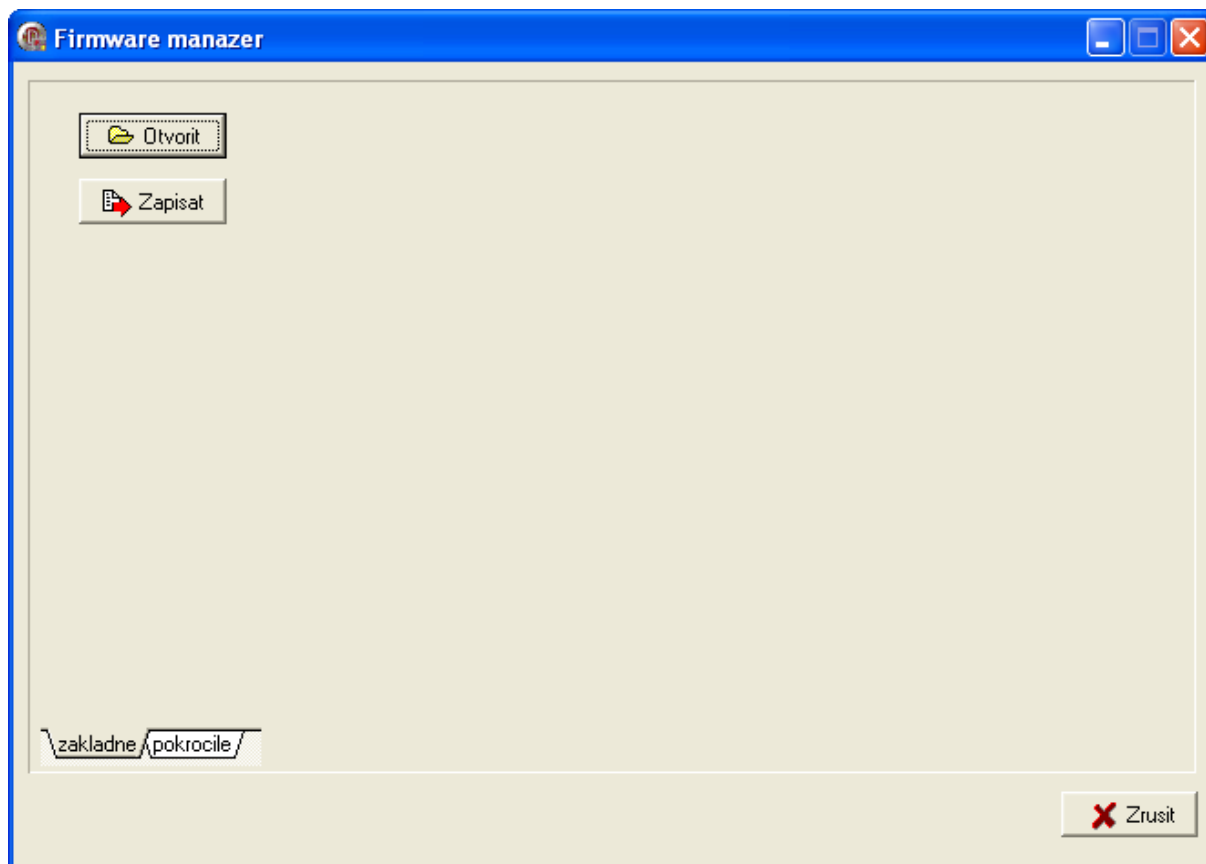 Firmware manazer
Otvorit
Zapisat
zakladne pokrocile
Zrusit